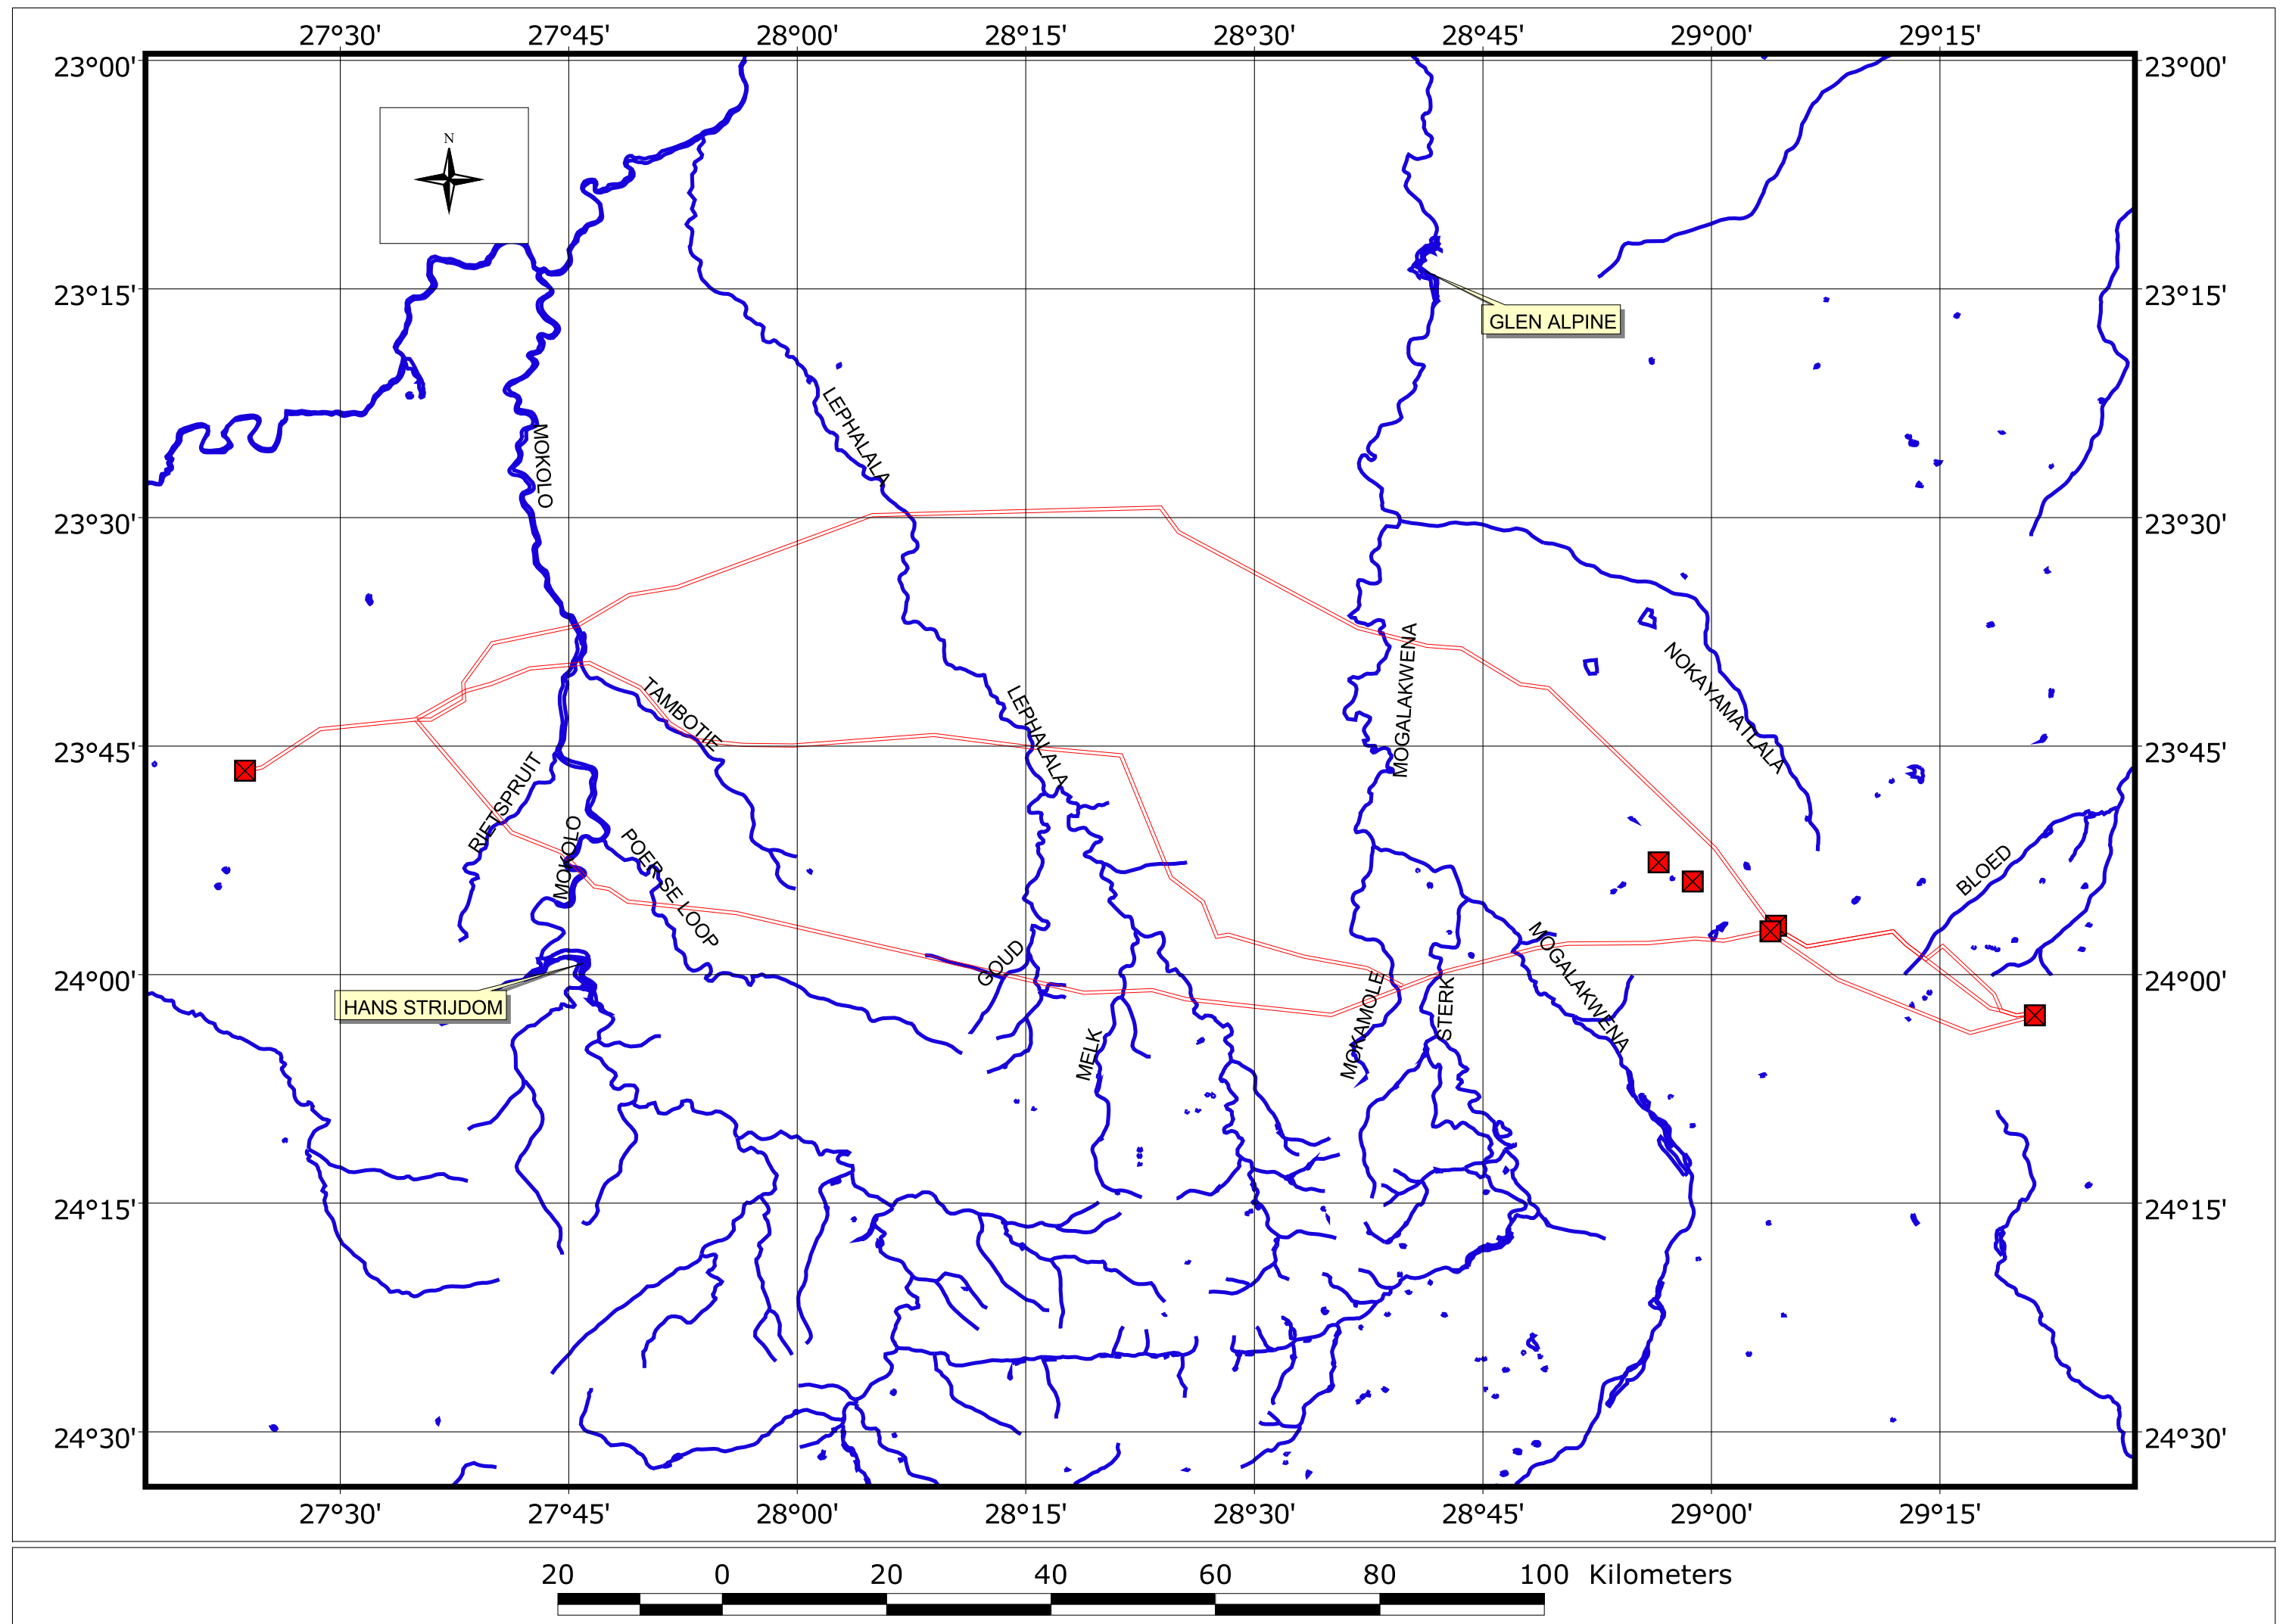 27°30' 27°45' 28°00' 28°15' 28°30' 28°45' 29°00' 29°15'
23°00' 23°00'
N
23°15' 23°15'
GLEN ALPINE
LEPHALALA
MOKOLO
23°30' 23°30'
MOGALAKWENA
NOKAYAMATLALA
TAMBOTIE
LEPHALALA
23°45' 23°45'
RIETSPRUIT
MOKOLO
POER SE LOOP
BLOED
GOUD
MOGALAKWENA
24°00' 24°00'
HANS STRIJDOM
MOKAMOLE
STERK
MELK
24°15' 24°15'
24°30' 24°30'
27°30' 27°45' 28°00' 28°15' 28°30' 28°45' 29°00' 29°15'
20 0 20 40 60 80 100 Kilometers